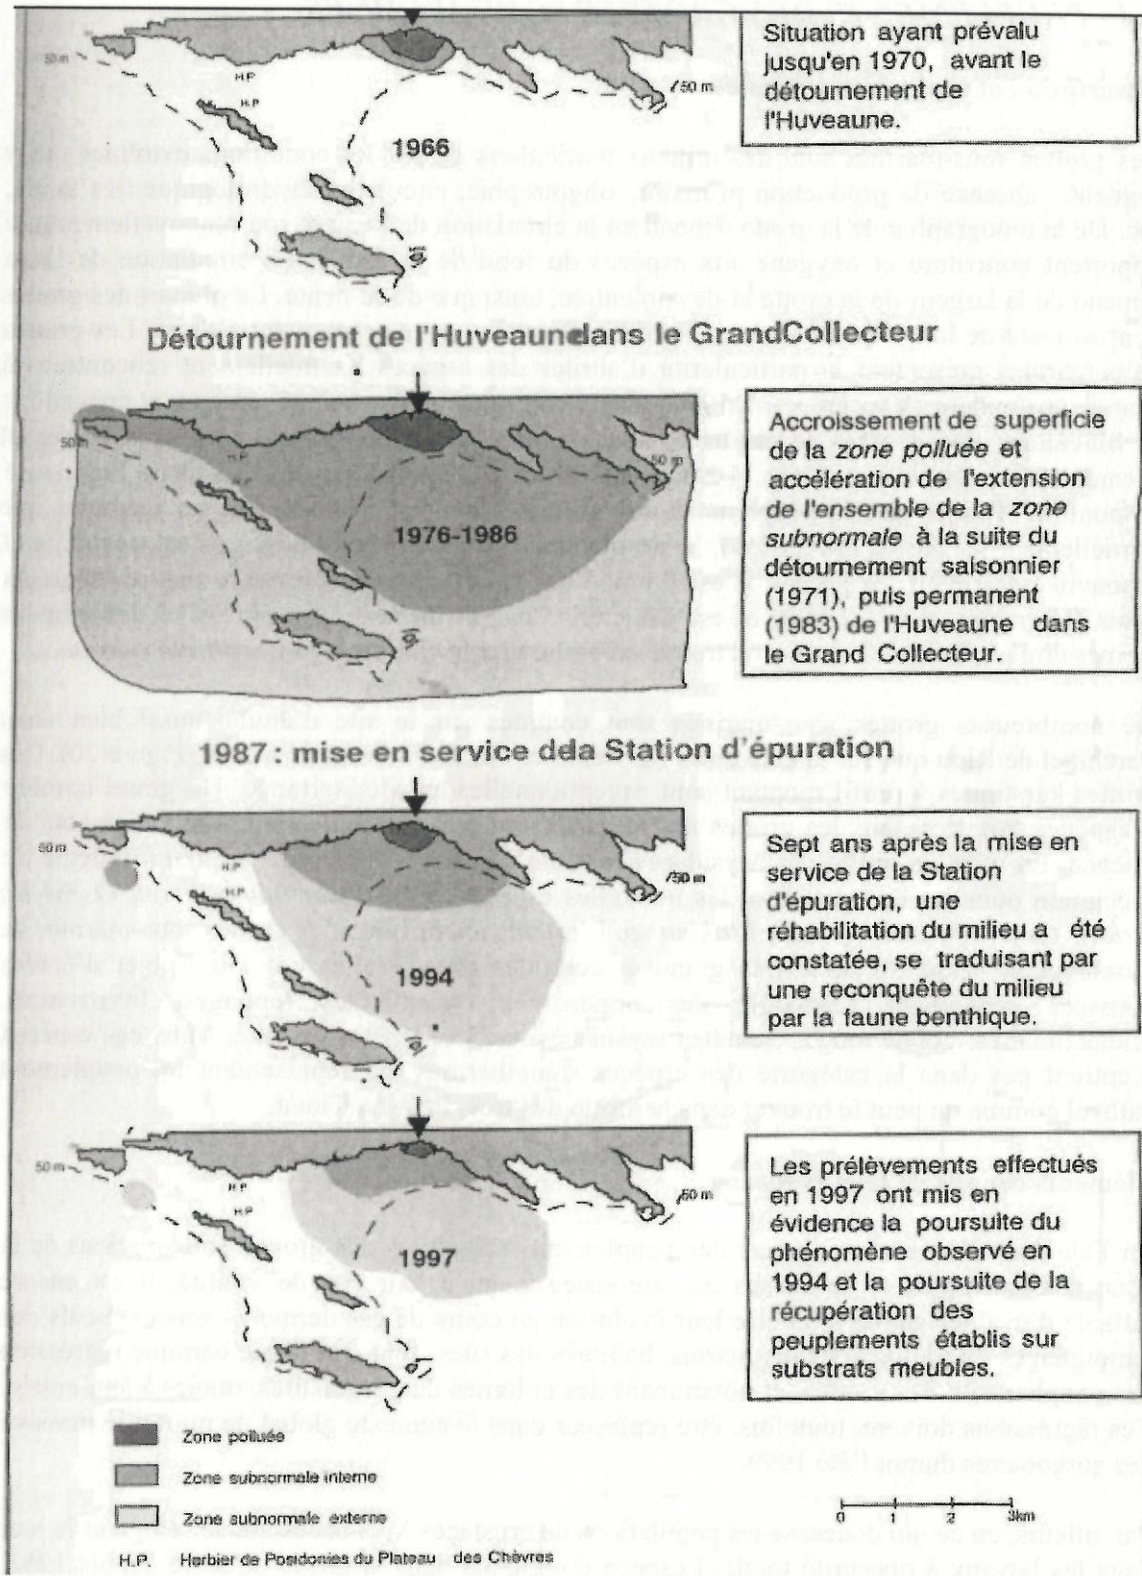 Situation ayant prévalu
jusqu'en 1970, avant le
détournement de
l'Huveaune.
50 m
H.P.
H.P.
50 m
1966
Détournement de l'Huveaunedans le GrandCollecteur
50 m
H.P.
50 m
1976-1986
Accroissement de superficie
de la zone polluée et
accélération de l'extension
de l'ensemble de la zone
subnormale à la suite du
détournement saisonnier
(1971), puis permanent
(1983) de l'Huveaune dans
le Grand Collecteur.
1987 : mise en service ddla Station d'épuration
50 m
H.P.
H.P.
50 m
1994
Sept ans après la mise en
service de la Station
d'épuration, une
réhabilitation du milieu a été
constatée, se traduisant par
une reconquête du milieu
par la faune benthique.
50 m
H.P.
H.P.
50 m
1997
Les prélèvements effectués
en 1997 ont mis en
évidence la poursuite du
phénomène observé en
1994 et la poursuite de la
récupération des
peuplements établis sur
substrats meubles.
Zone polluée
Zone subnormale interne
Zone subnormale externe
H.P. Herbier de Posidonies du Plateau des Chèvres
0 1 2 3km